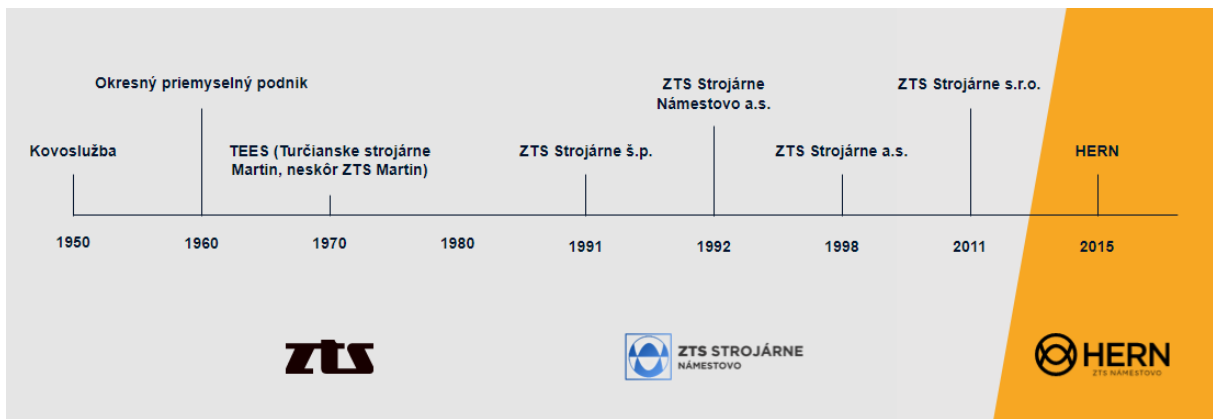 Okresný priemyselný podnik
ZTS Strojárne
Námestovo a.s.
ZTS Strojárne s.r.o.
Kovoslužba
TEES (Turčianske strojárne
Martin, neskôr ZTS Martin)
ZTS Strojárne š.p.
ZTS Strojárne a.s.
HERN
1950
1960
1970
1980
1991
1992
1998
2011
2015
zts
ZTS STROJÁRNE
NÁMESTOVO
HERN
ZTS NÁMESTOVO